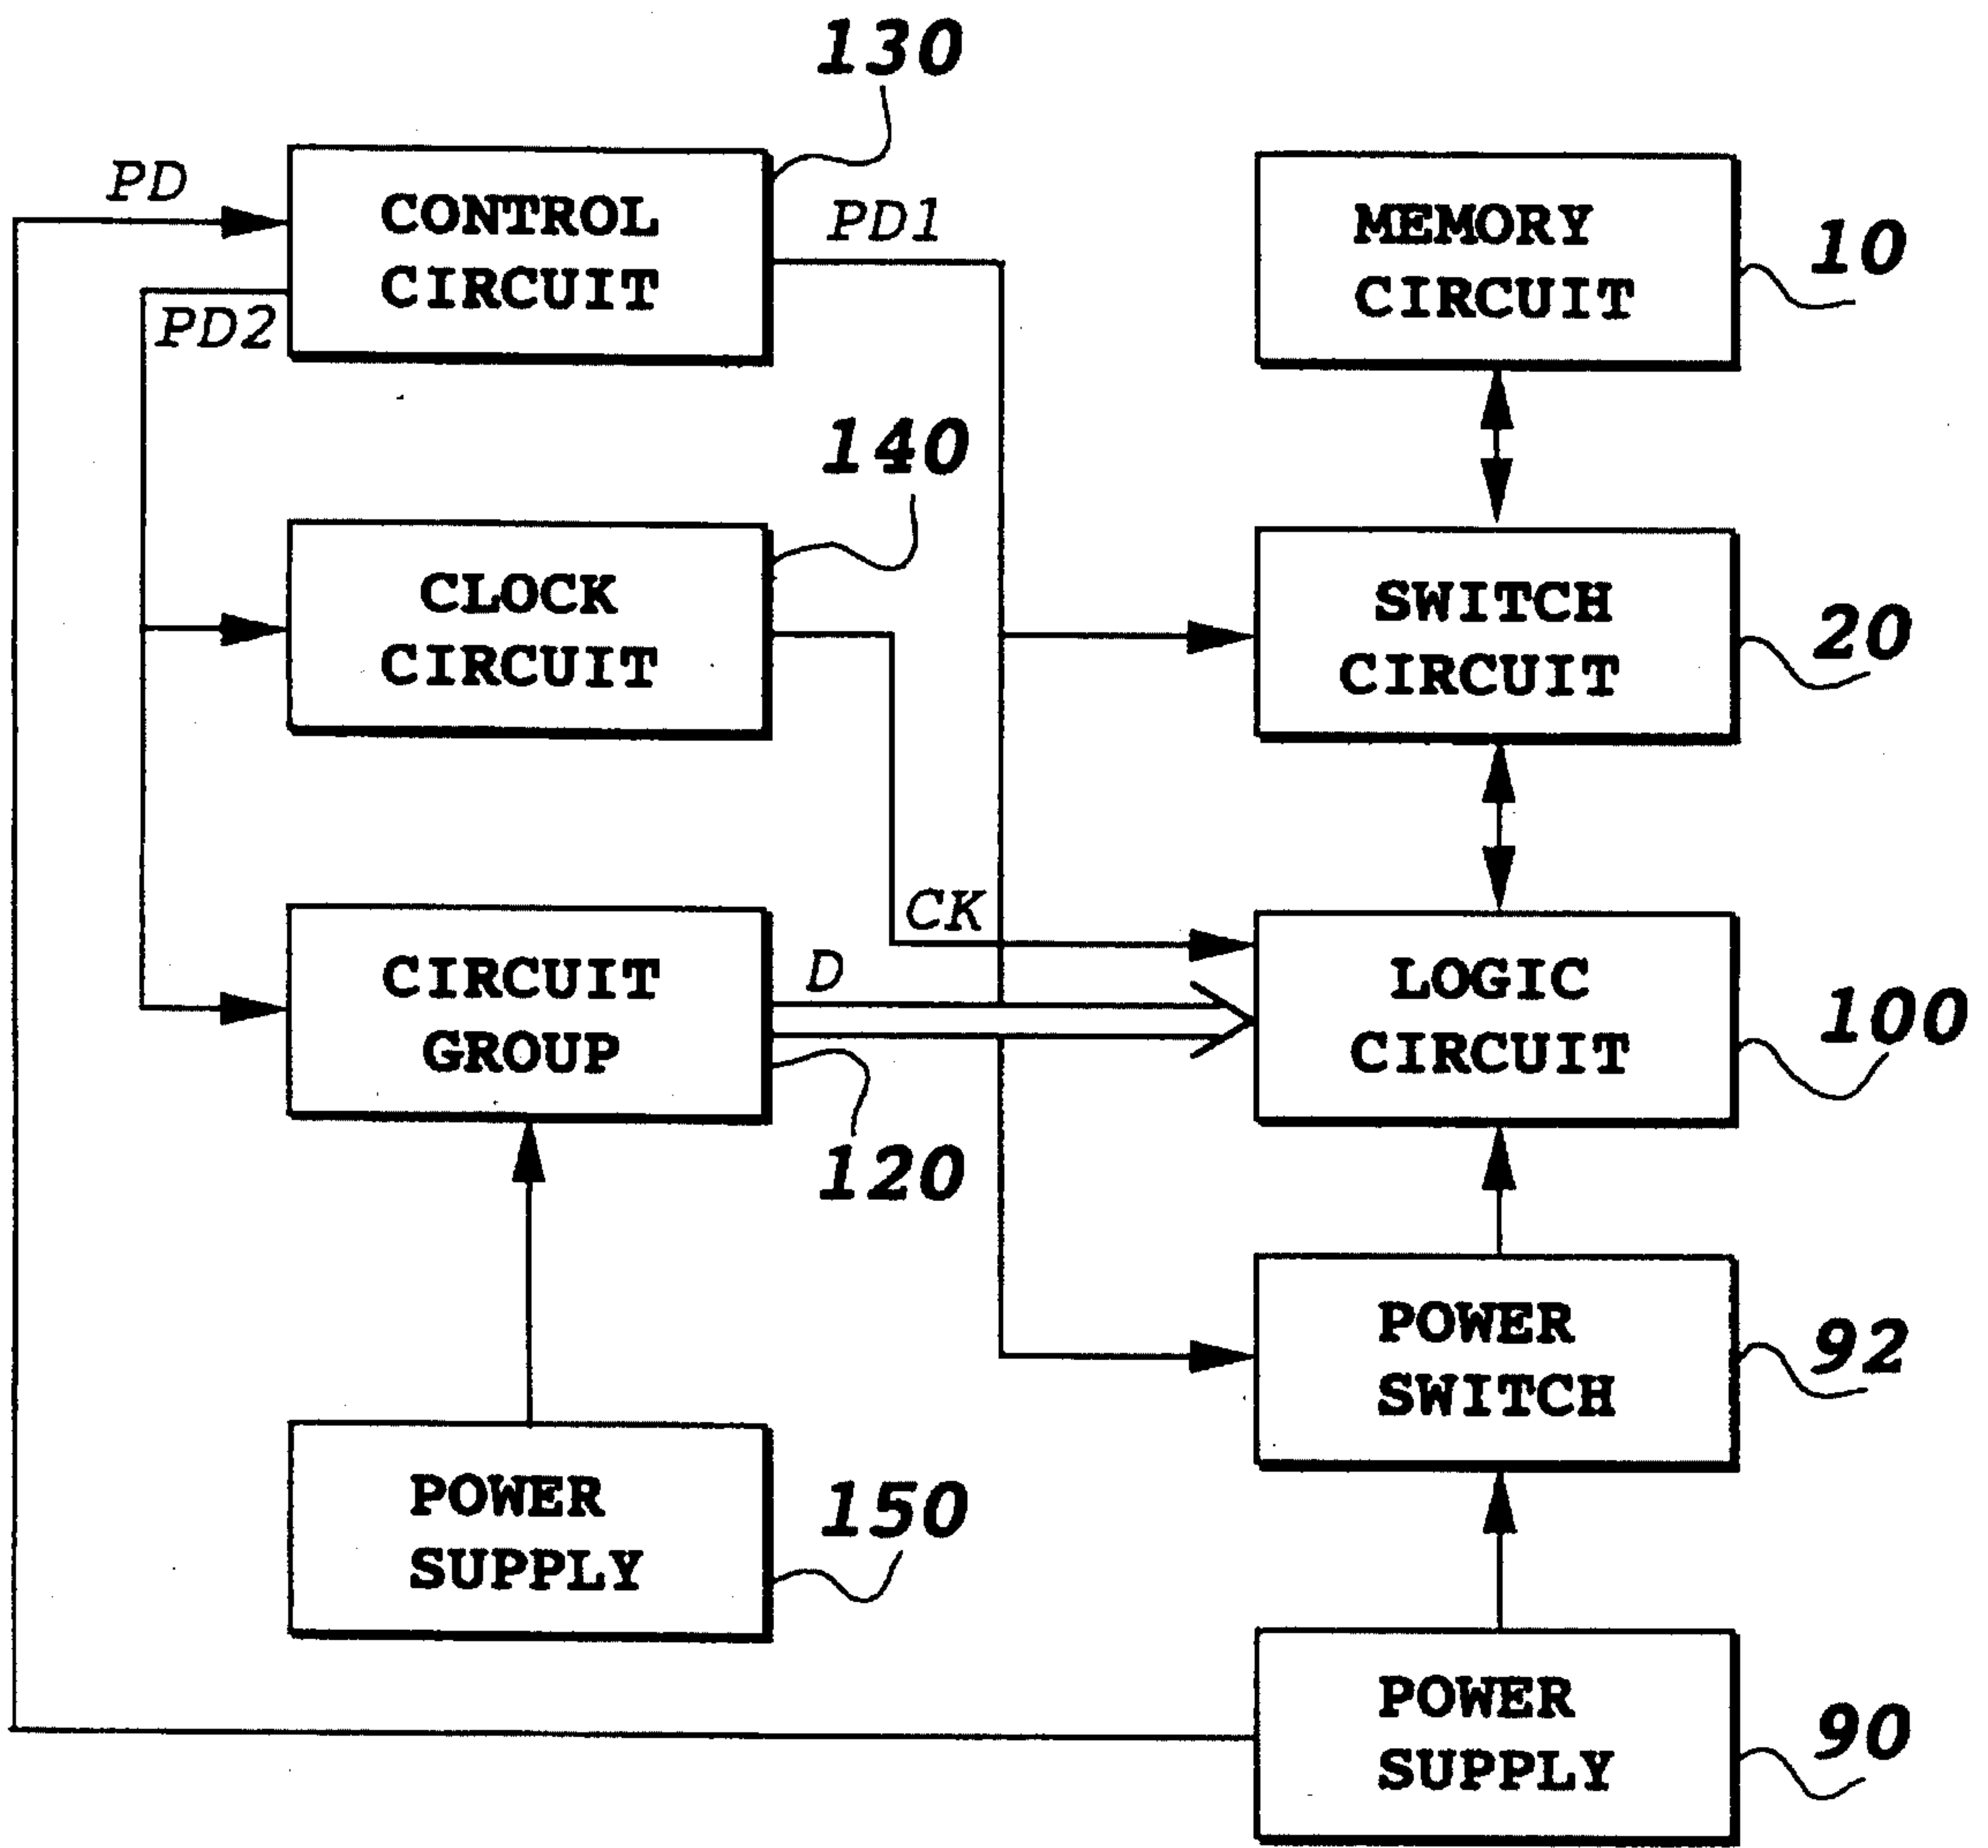 130
PD
CONTROL
CIRCUIT
PD1
PD2
MEMORY
CIRCUIT
10
140
CLOCK
CIRCUIT
SWITCH
CIRCUIT
20
CK
CIRCUIT
GROUP
D
120
LOGIC
CIRCUIT
100
POWER
SWITCH
92
POWER
SUPPLY
150
POWER
SUPPLY
90